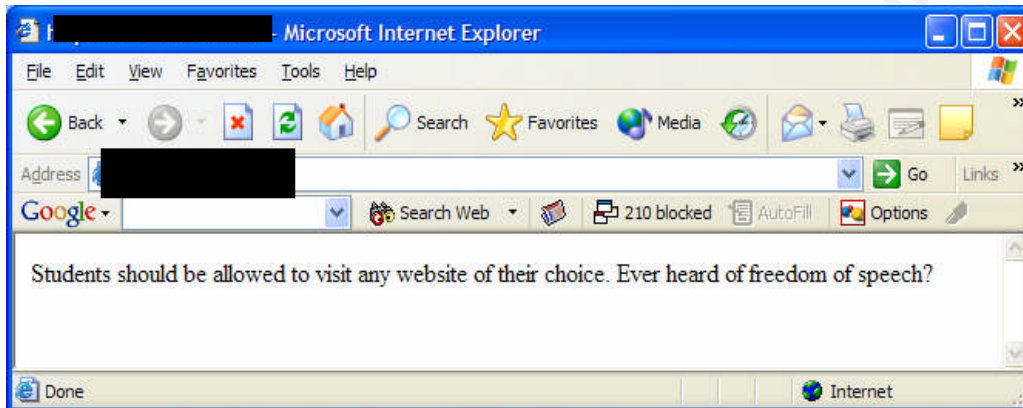 h - Microsoft Internet Explorer
File Edit View Favorites Tools Help
Back Search Favorites Media
Address Go Links
Google Search Web 210 blocked AutoFill Options
Students should be allowed to visit any website of their choice. Ever heard of freedom of speech?
Done Internet